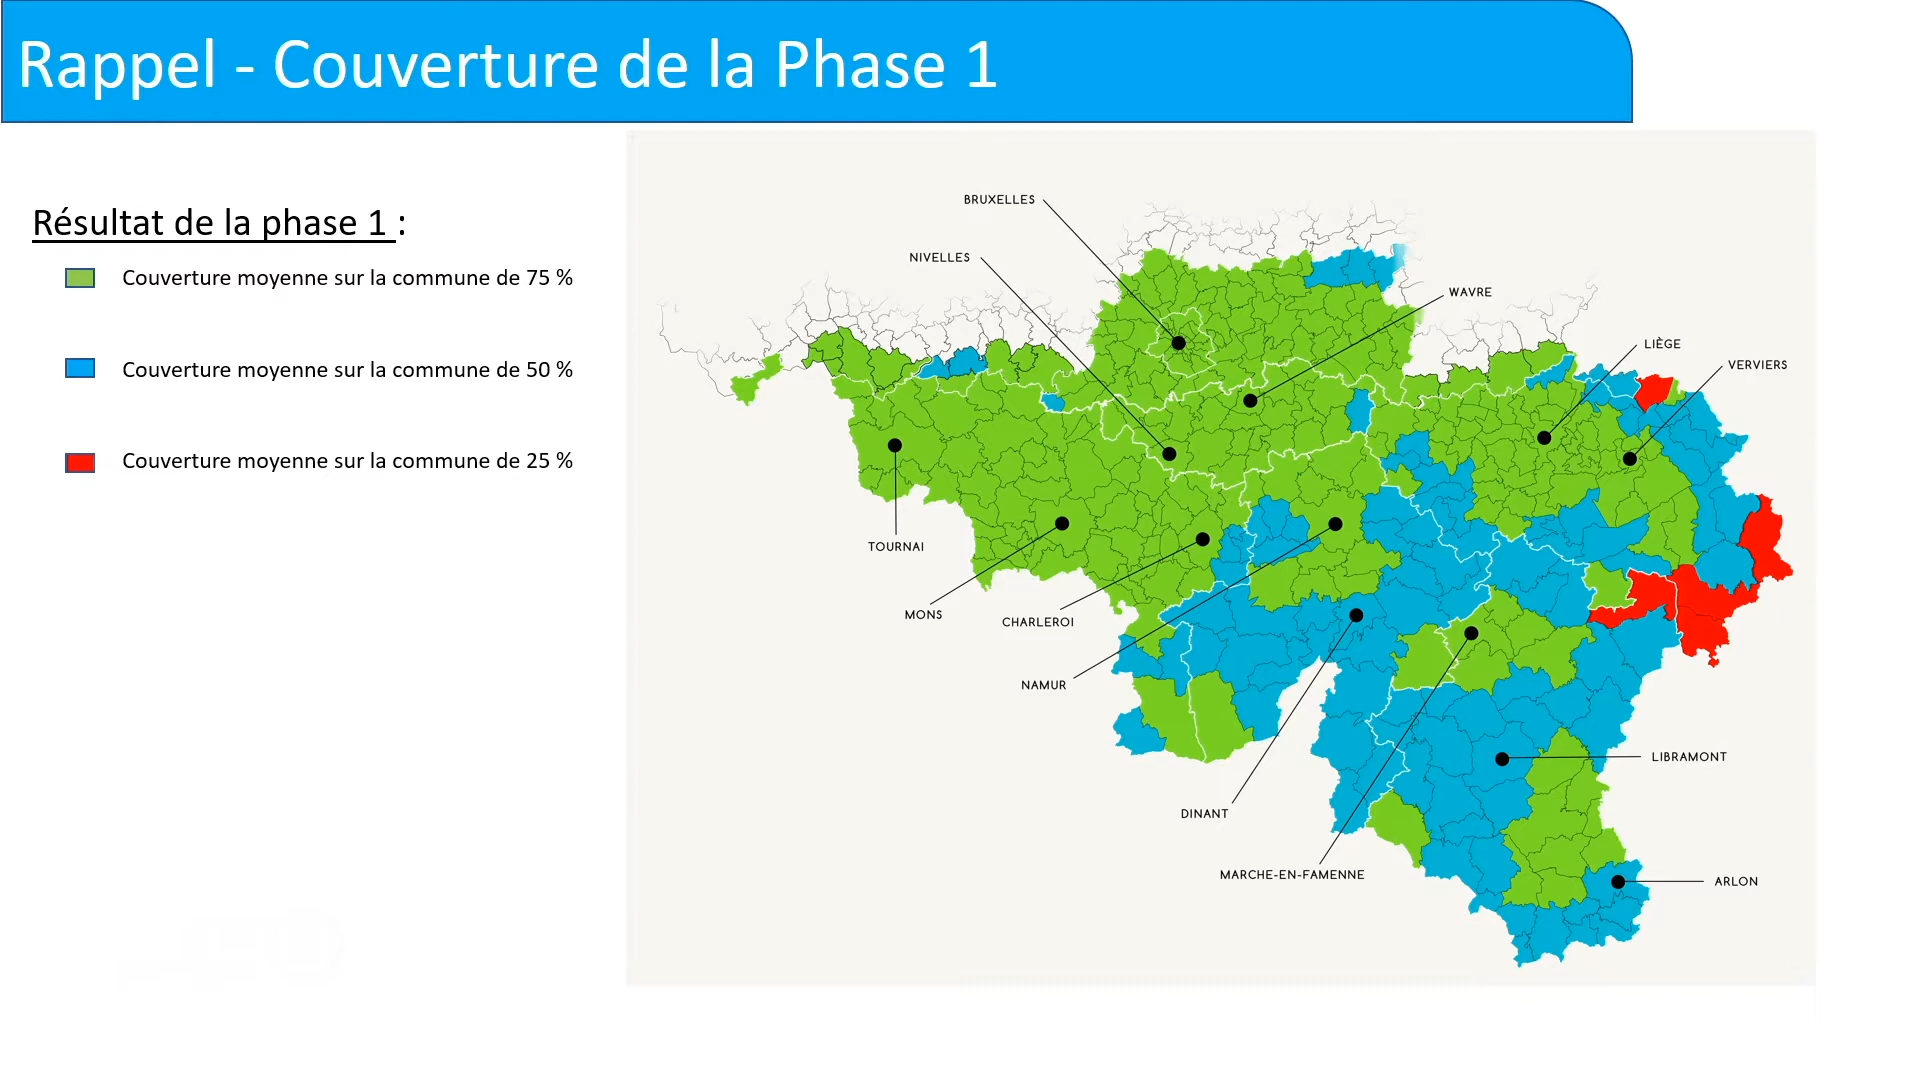 Rappel - Couverture de la Phase 1
Résultat de la phase 1 :
Couverture moyenne sur la commune de 75 %
Couverture moyenne sur la commune de 50 %
Couverture moyenne sur la commune de 25 %
BRUXELLES
NIVELLES
WAVRE
LIÈGE
VERVIERS
TOURNAI
MONS
CHARLEROI
NAMUR
LIBRAMONT
DINANT
MARCHE-EN-FAMENNE
ARLON